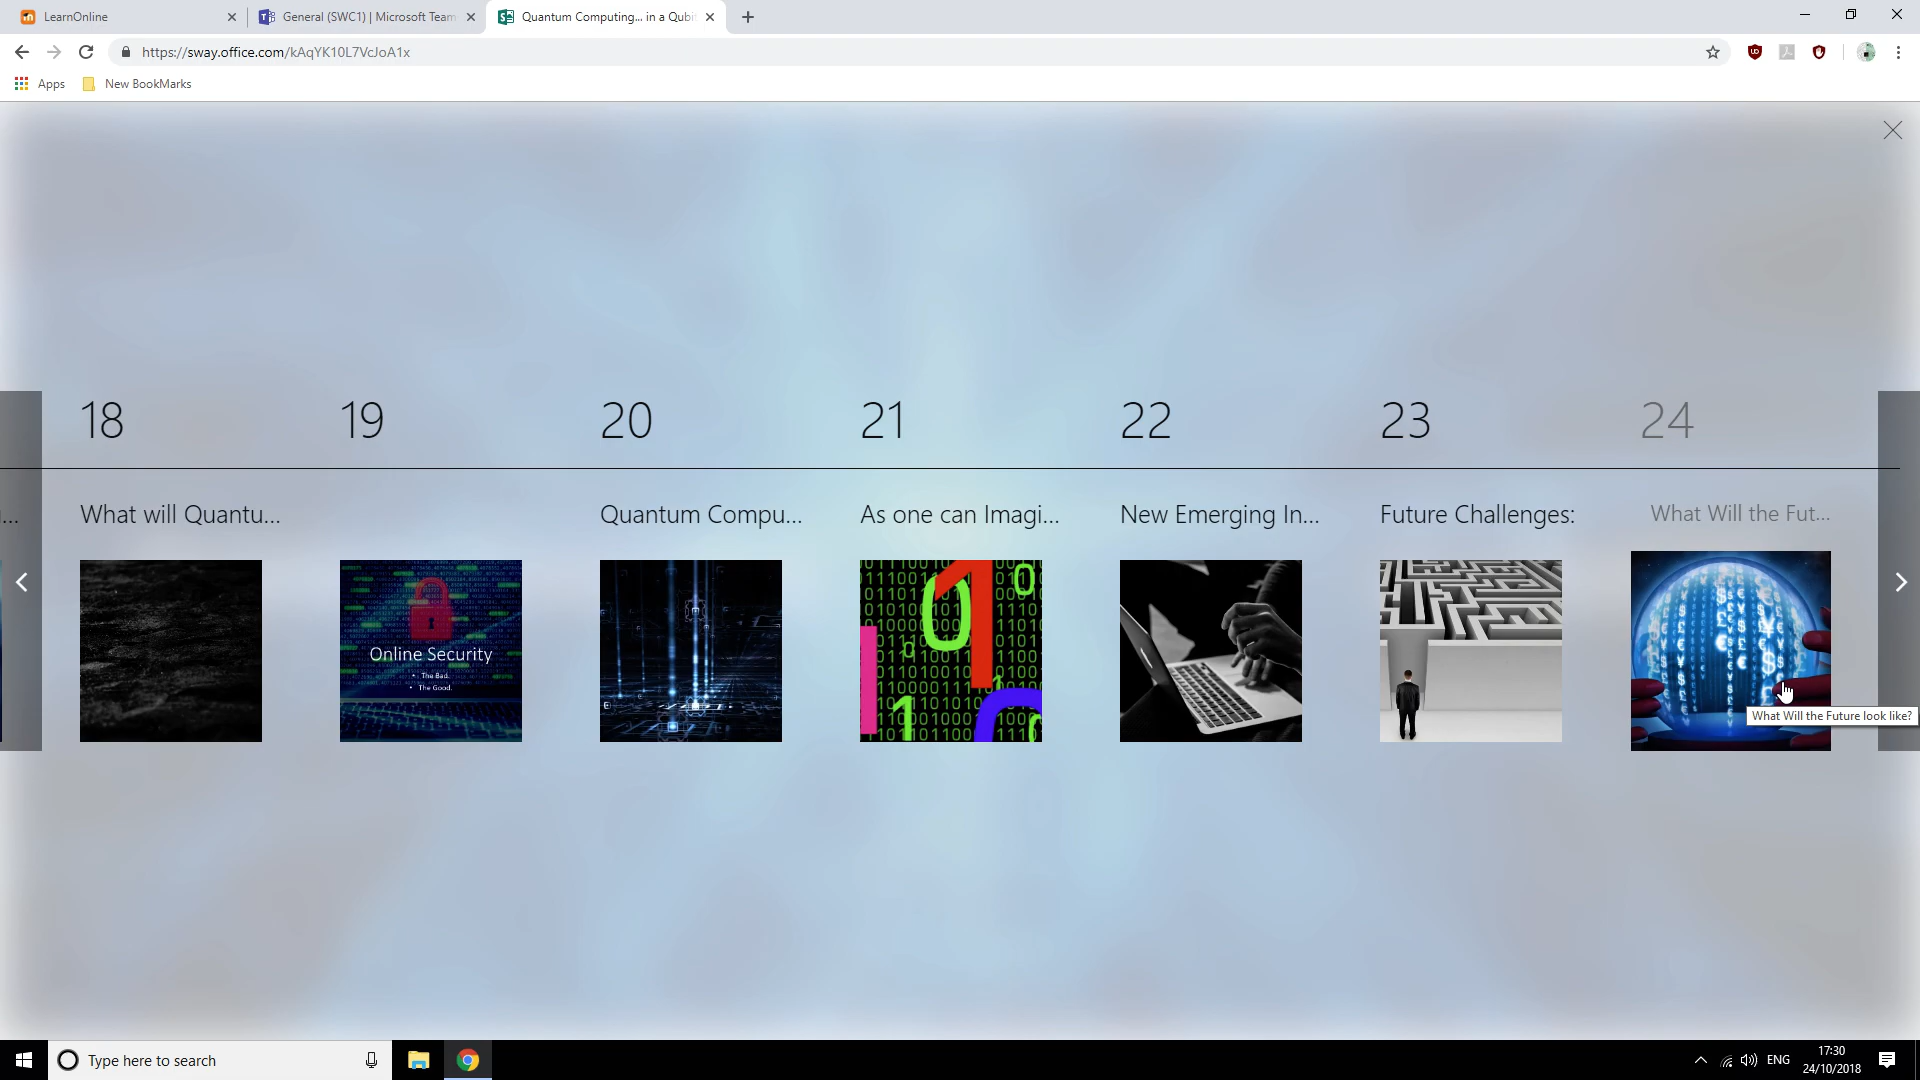 LearnOnline
General (SWC1) | Microsoft Team
Quantum Computing... in a Qubi
https://sway.office.com/kAqYK10L7VcJoA1x
Apps
New BookMarks
18
19
20
21
22
23
24
What will Quantu...
Quantum Compu...
As one can Imagi...
New Emerging In...
Future Challenges:
What Will the Fut...
Online Security
• The Bad.
• The Good.
What Will the Future look like?
Type here to search
ENG
17:30
24/10/2018